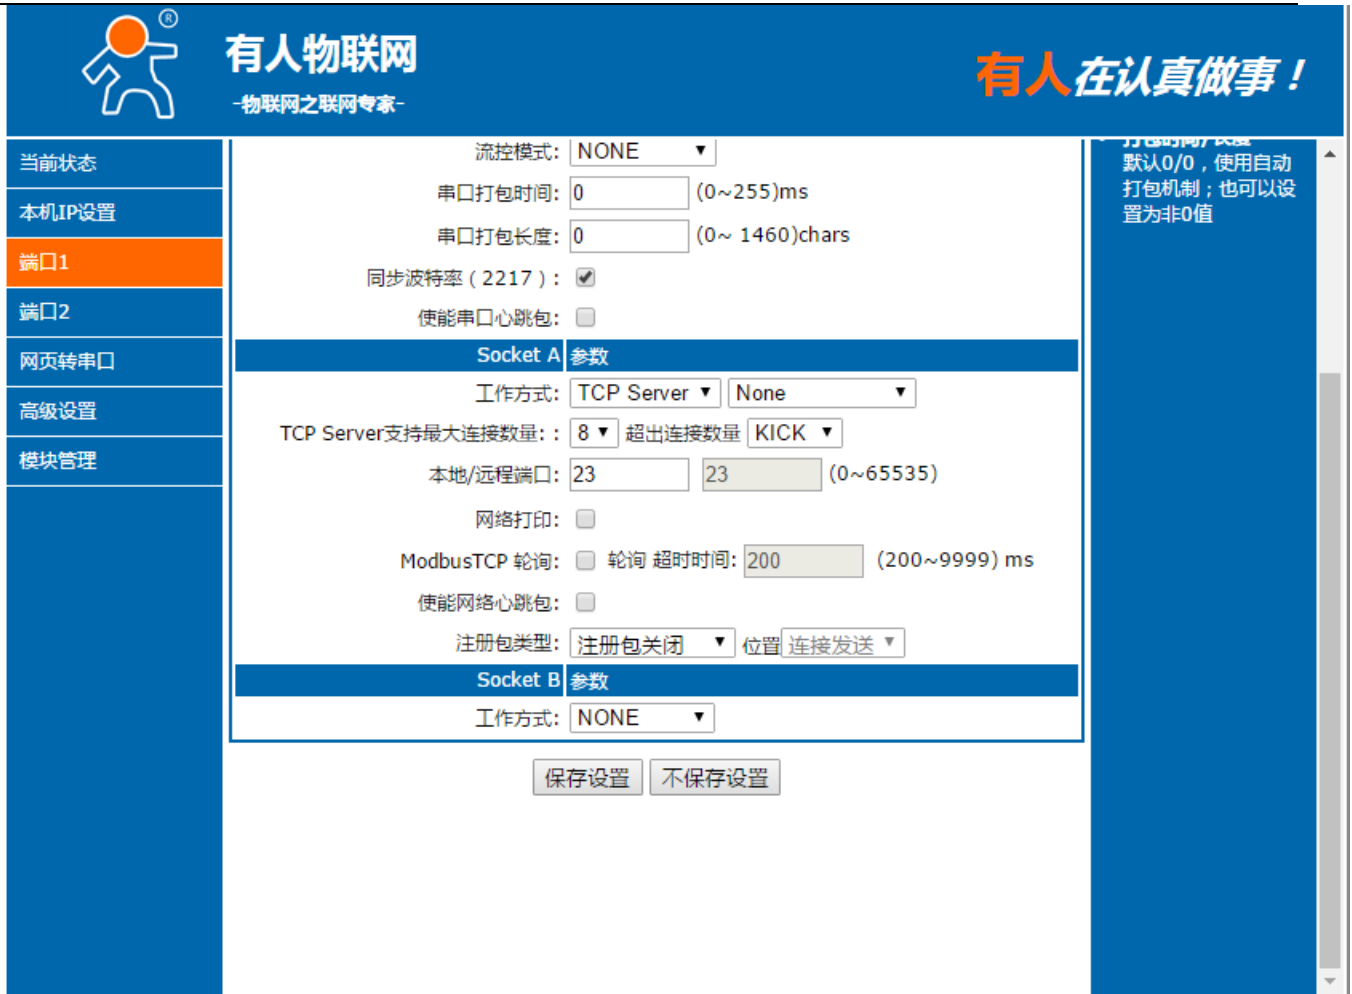 ®
有人物联网
-物联网之联网专家-
有人在认真做事！
当前状态
本机IP设置
端口1
端口2
网页转串口
高级设置
模块管理
流控模式: NONE
串口打包时间: 0 (0~255)ms
串口打包长度: 0 (0~ 1460)chars
同步波特率（2217）:
使能串口心跳包:
Socket A 参数
工作方式: TCP Server None
TCP Server支持最大连接数量: : 8 超出连接数量 KICK
本地/远程端口: 23 23 (0~65535)
网络打印:
ModbusTCP 轮询: 轮询 超时时间: 200 (200~9999) ms
使能网络心跳包:
注册包类型: 注册包关闭 位置 连接发送
Socket B 参数
工作方式: NONE
保存设置 不保存设置
打包时间/长度
默认0/0，使用自动
打包机制；也可以设
置为非0值